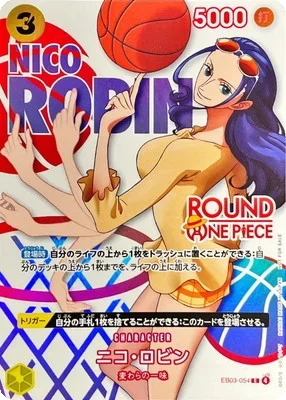 3
5000
打
NICO
ROBIN
ROUND
ONE PIECE
登場時 自分のライフの上から1枚をトラッシュに置くことができる：自
分のデッキの上から1枚までを、ライフの上に加える。
トリガー 自分の手札1枚を捨てることができる：このカードを登場させる。
CHARACTER
ニコ・ロビン
麦わらの一味
EB03-054 4